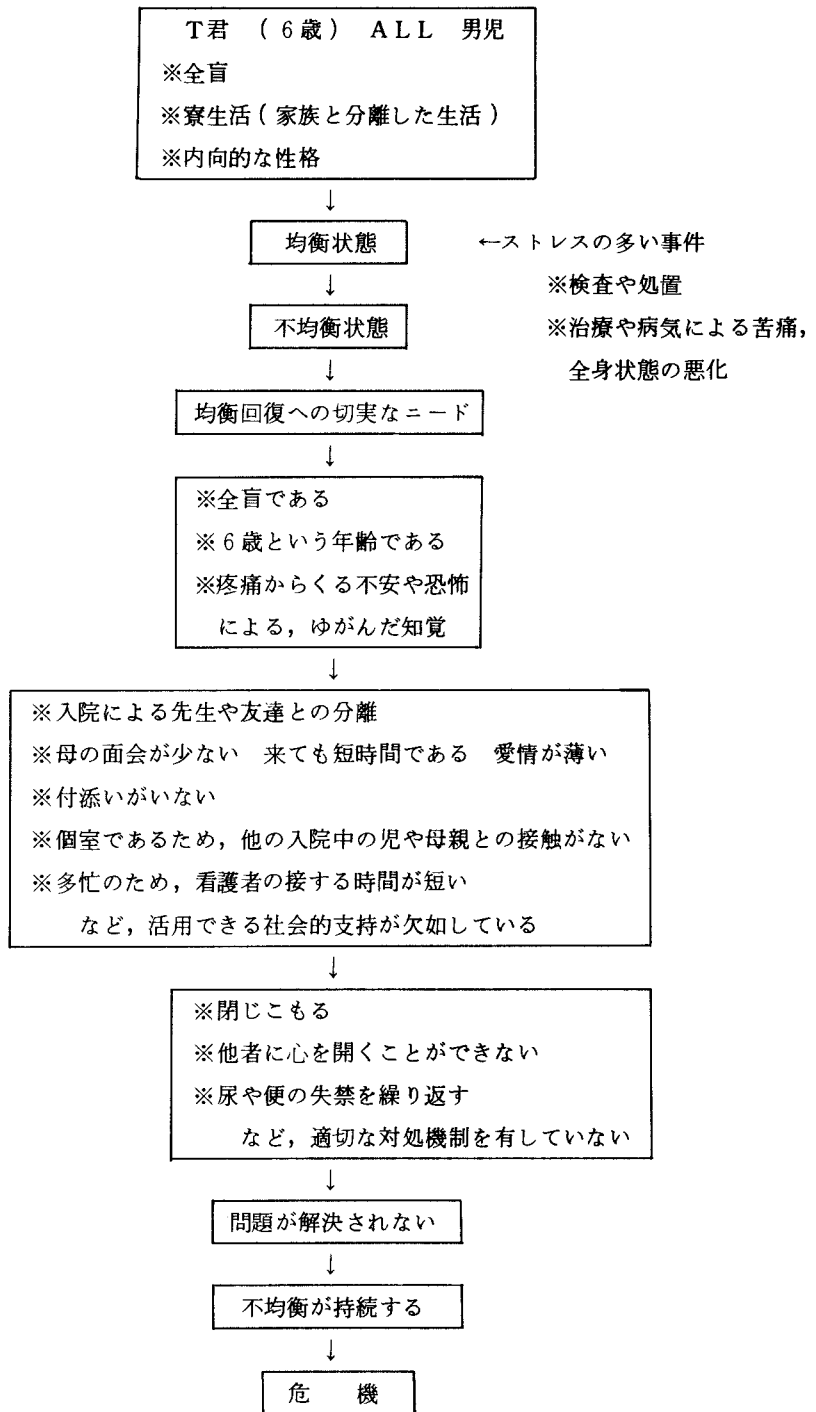 T君 （6歳） ALL 男児
※全盲
※寮生活（家族と分離した生活）
※内向的な性格
↓
均衡状態 ←ストレスの多い事件
↓ ※検査や処置
不均衡状態 ※治療や病気による苦痛，
↓ 全身状態の悪化
均衡回復への切実なニード
↓
※全盲である
※6歳という年齢である
※疼痛からくる不安や恐怖
による，ゆがんだ知覚
↓
※入院による先生や友達との分離
※母の面会が少ない 来ても短時間である 愛情が薄い
※付添いがいない
※個室であるため，他の入院中の児や母親との接触がない
※多忙のため，看護者の接する時間が短い
など，活用できる社会的支持が欠如している
↓
※閉じこもる
※他者に心を開くことができない
※尿や便の失禁を繰り返す
など，適切な対処機制を有していない
↓
問題が解決されない
↓
不均衡が持続する
↓
危 機